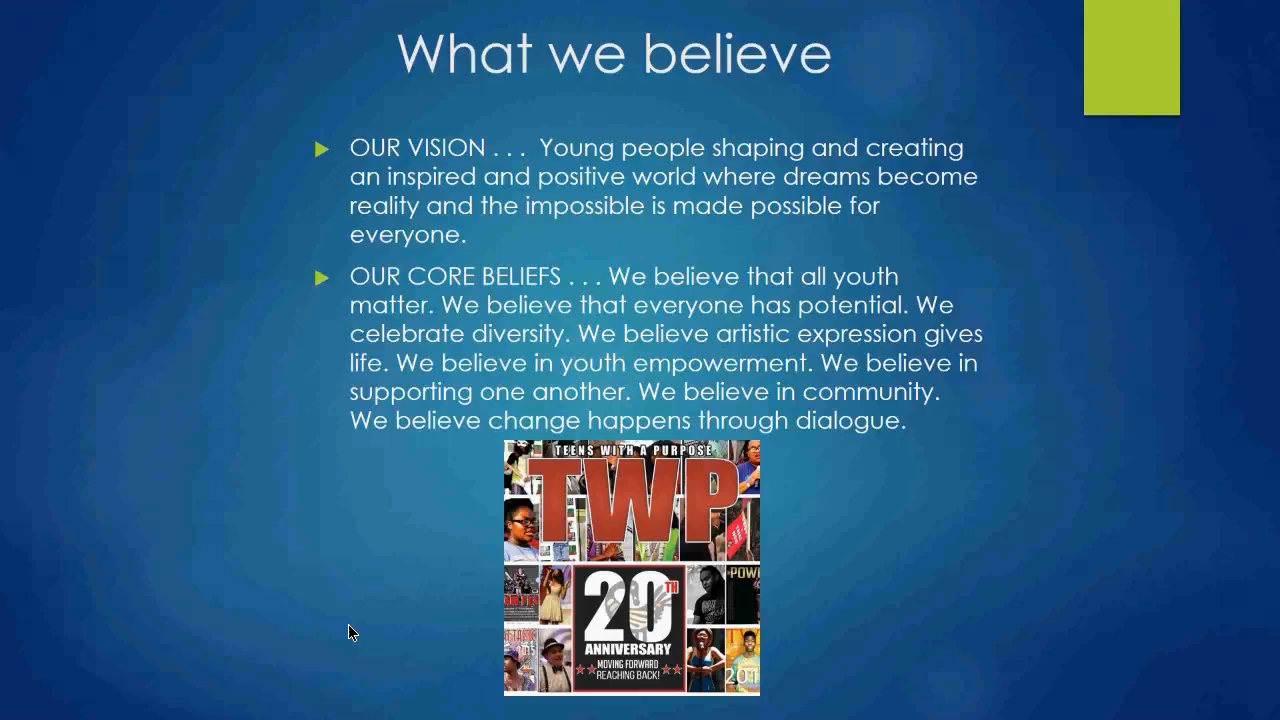 What we believe
OUR VISION . . . Young people shaping and creating
an inspired and positive world where dreams become
reality and the impossible is made possible for
everyone.
OUR CORE BELIEFS . . . We believe that all youth
matter. We believe that everyone has potential. We
celebrate diversity. We believe artistic expression gives
life. We believe in youth empowerment. We believe in
supporting one another. We believe in community.
We believe change happens through dialogue.
TEENS WITH A PURPOSE
TWP
20TH
ANNIVERSARY
MOVING FORWARD
REACHING BACK!